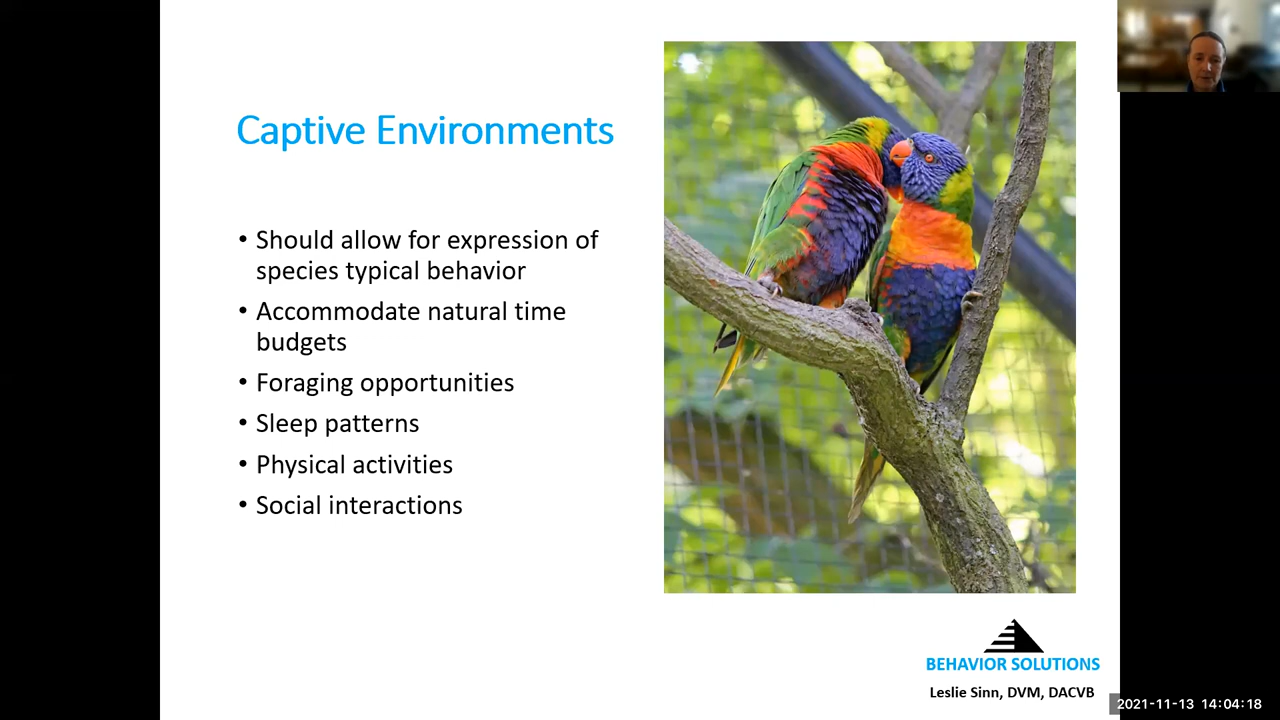 Captive Environments
• Should allow for expression of
species typical behavior
• Accommodate natural time
budgets
• Foraging opportunities
• Sleep patterns
• Physical activities
• Social interactions
BEHAVIOR SOLUTIONS
Leslie Sinn, DVM, DACVB
2021-11-13 14:04:18